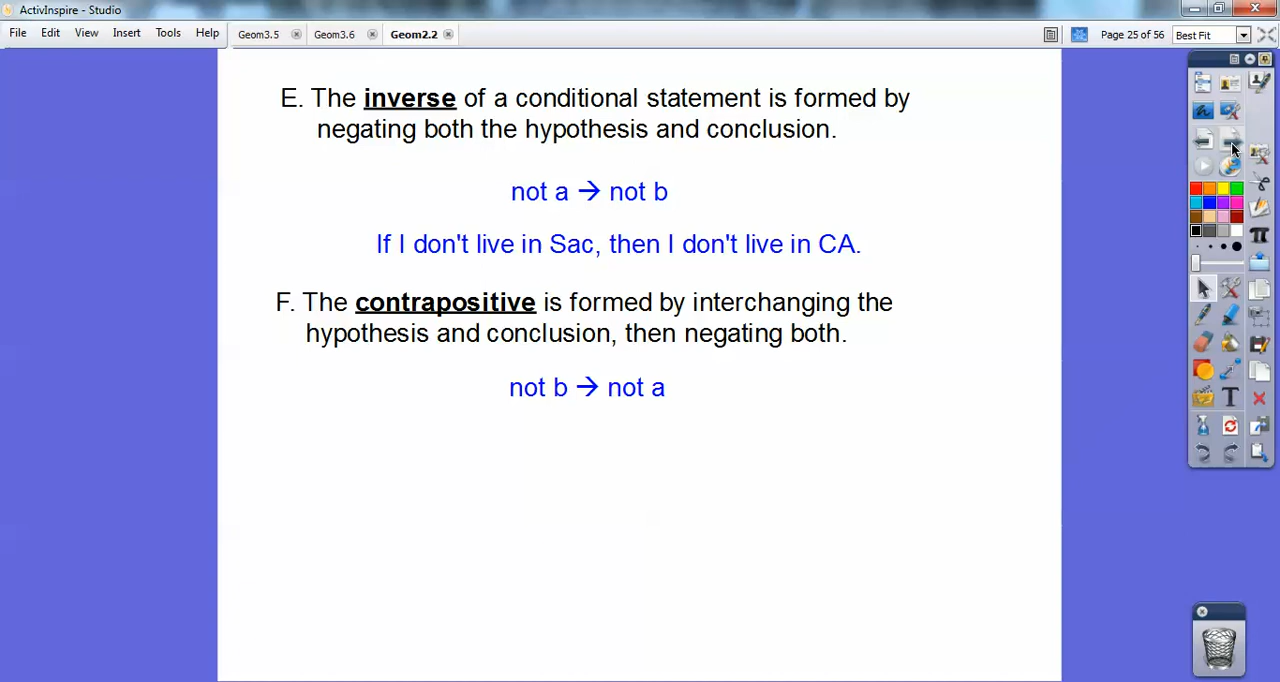 ActivInspire - Studio
File Edit View Insert Tools Help
Geom3.5 Geom3.6 Geom2.2
Page 25 of 56 Best Fit
E. The inverse of a conditional statement is formed by
negating both the hypothesis and conclusion.
not a → not b
If I don't live in Sac, then I don't live in CA.
F. The contrapositive is formed by interchanging the
hypothesis and conclusion, then negating both.
not b → not a